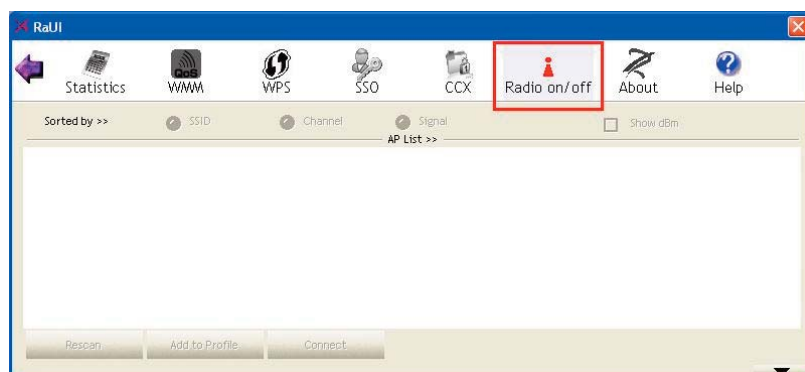 RaUI
Statistics QoS WMM WPS SSO CCX Radio on/off About Help
Sorted by >> SSID Channel Signal Show dBm
AP List >>
Rescan Add to Profile Connect